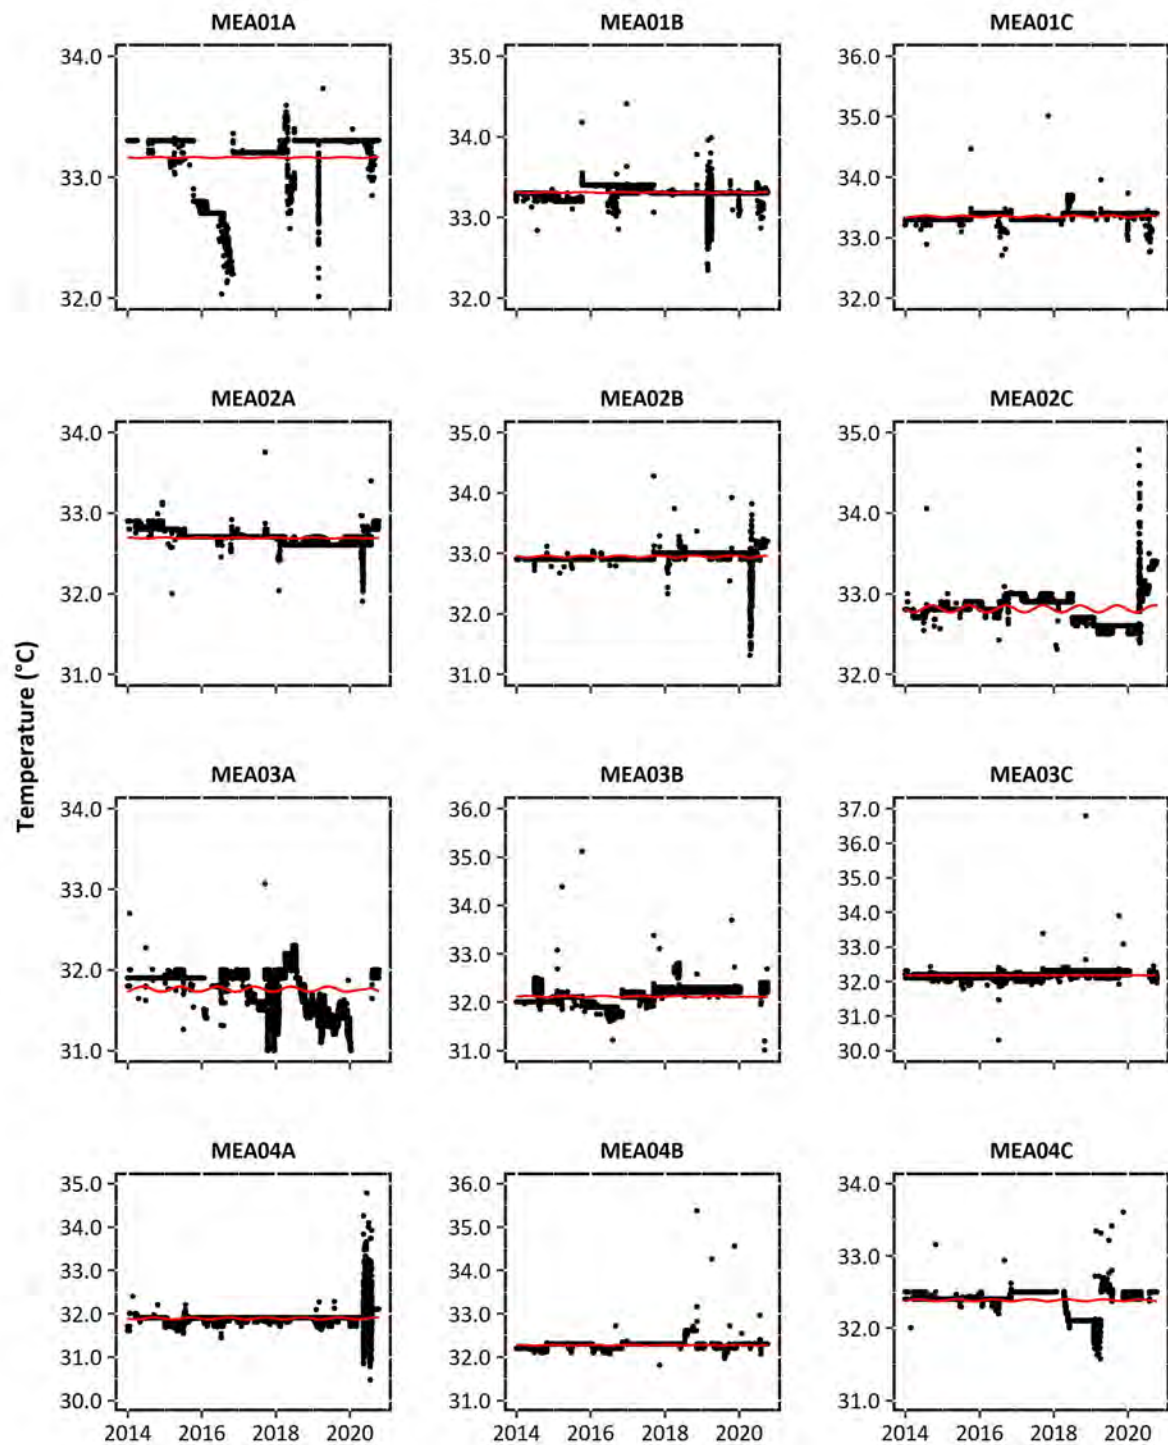 MEA01A MEA01B MEA01C
34.0 35.0 36.0
35.0
34.0
33.0 34.0
33.0
33.0
32.0 32.0 32.0
MEA02A MEA02B MEA02C
34.0 35.0 35.0
34.0
33.0 34.0
33.0
32.0 33.0
32.0
31.0 31.0 32.0
Temperature (°C)
MEA03A MEA03B MEA03C
34.0 36.0 37.0
36.0
35.0 35.0
33.0 34.0 34.0
33.0 33.0
32.0 32.0 32.0
31.0
31.0 31.0 30.0
MEA04A MEA04B MEA04C
35.0 36.0 34.0
34.0 35.0
33.0 34.0 33.0
32.0 33.0
31.0 32.0 32.0
30.0 31.0 31.0
2014 2016 2018 2020 2014 2016 2018 2020 2014 2016 2018 2020